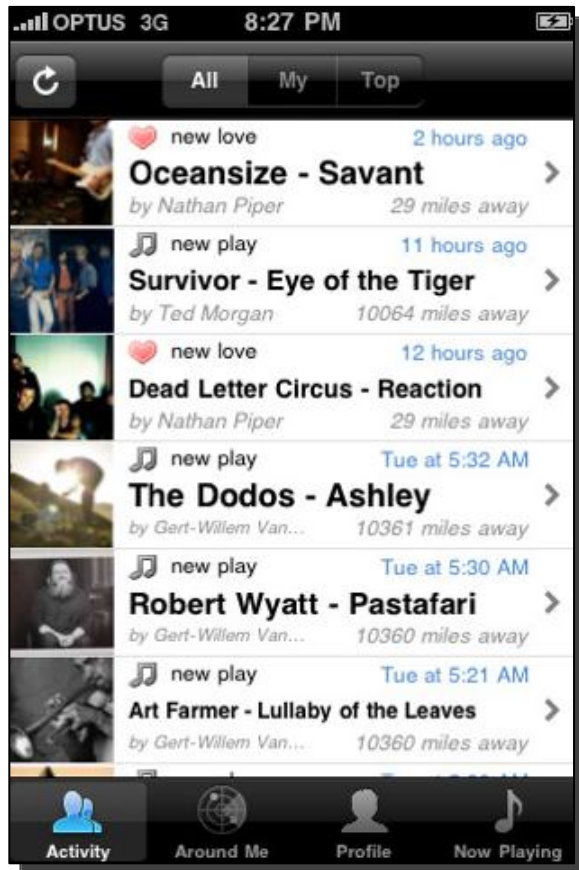 OPTUS 3G 8:27 PM
All My Top
new love 2 hours ago
Oceansize - Savant
by Nathan Piper 29 miles away
new play 11 hours ago
Survivor - Eye of the Tiger
by Ted Morgan 10064 miles away
new love 12 hours ago
Dead Letter Circus - Reaction
by Nathan Piper 29 miles away
new play Tue at 5:32 AM
The Dodos - Ashley
by Gert-Willem Van... 10361 miles away
new play Tue at 5:30 AM
Robert Wyatt - Pastafari
by Gert-Willem Van... 10360 miles away
new play Tue at 5:21 AM
Art Farmer - Lullaby of the Leaves
by Gert-Willem Van... 10360 miles away
Activity Around Me Profile Now Playing